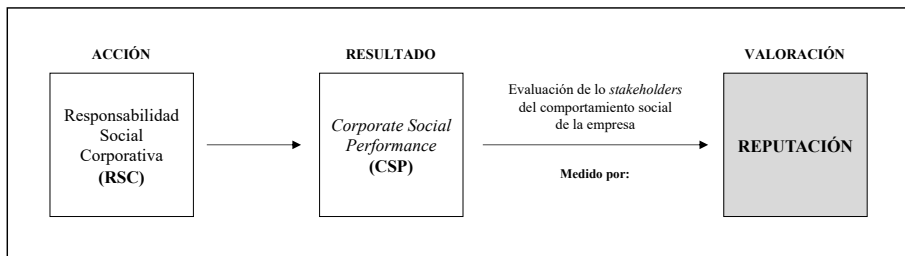 ACCIÓN
Responsabilidad
Social
Corporativa
(RSC)
RESULTADO
Corporate Social
Performance
(CSP)
Evaluación de lo stakeholders
del comportamiento social
de la empresa
Medido por:
VALORACIÓN
REPUTACIÓN